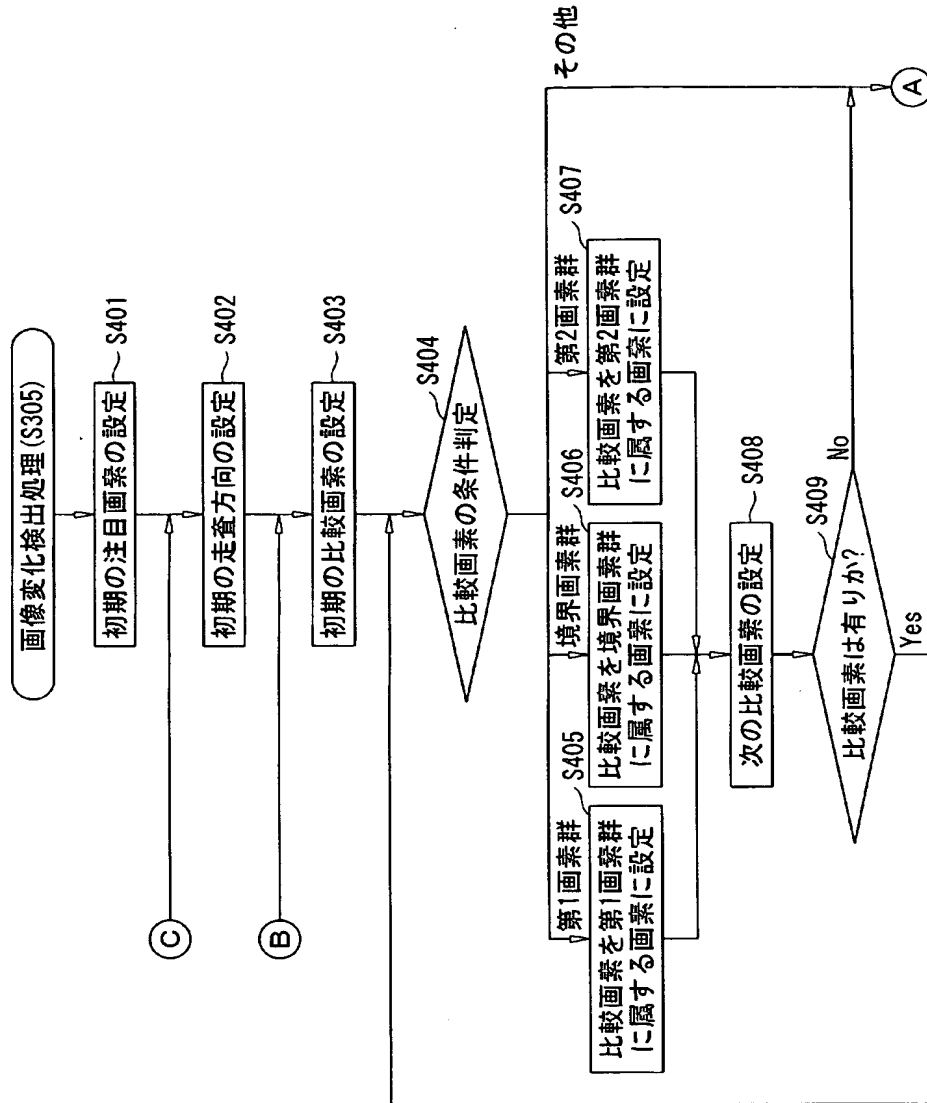 画像変化検出処理(S305)
初期の注目画素の設定
S401
C
初期の走査方向の設定
S402
B
初期の比較画素の設定
S403
比較画素の条件判定
S404
第1画素群
境界画素群
第2画素群
その他
S405
比較画素を第1画素群
に属する画素に設定
S406
比較画素を境界画素群
に属する画素に設定
S407
比較画素を第2画素群
に属する画素に設定
次の比較画素の設定
S408
比較画素は有りか?
S409
No
Yes
A